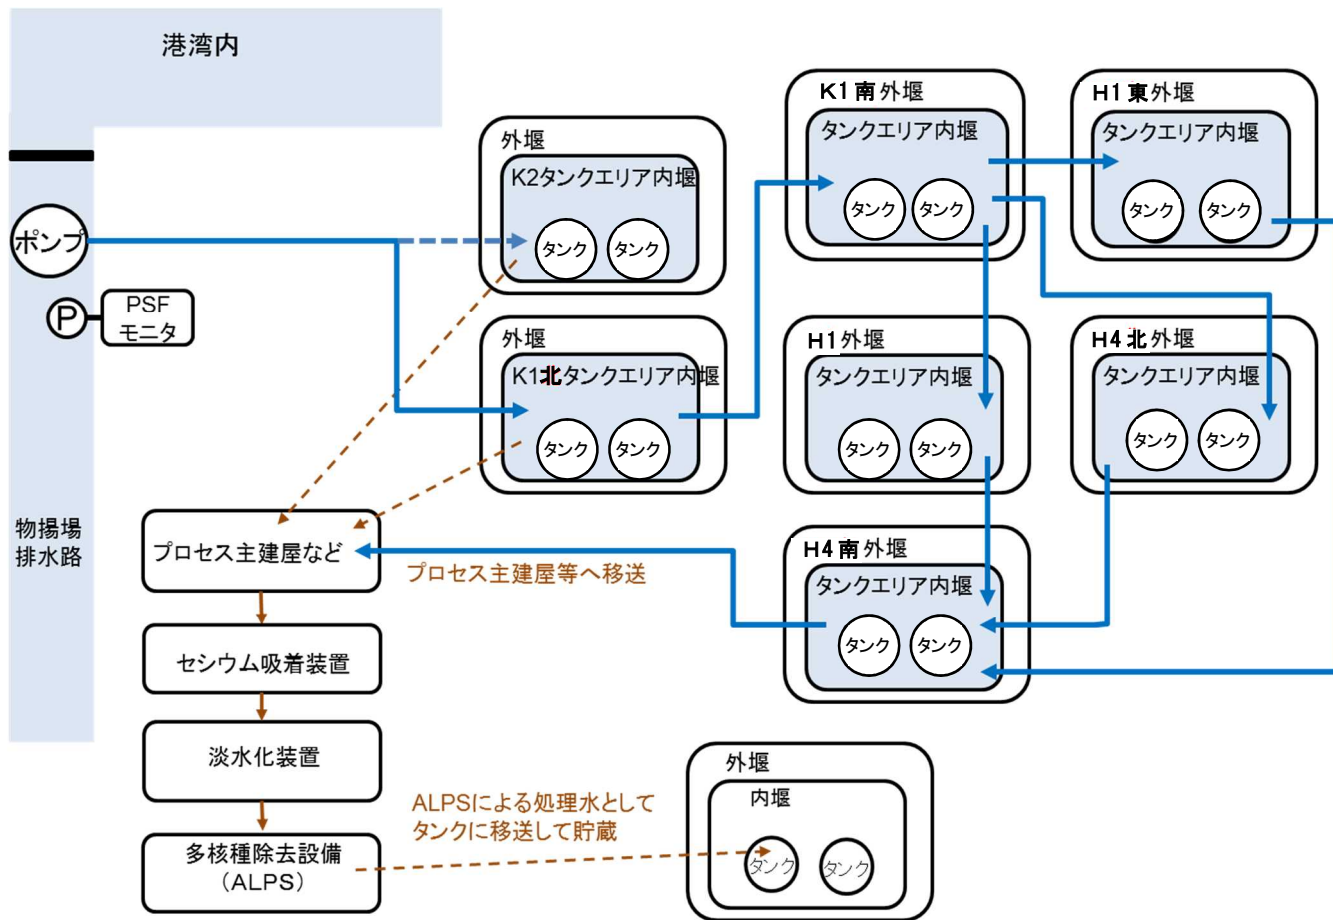 港湾内
ポンプ
P
PSF
モニタ
物揚場
排水路
外堰
K2タンクエリア内堰
タンク
タンク
外堰
K1北タンクエリア内堰
タンク
タンク
K1南外堰
タンクエリア内堰
タンク
タンク
H1東外堰
タンクエリア内堰
タンク
タンク
H1外堰
タンクエリア内堰
タンク
タンク
H4北外堰
タンクエリア内堰
タンク
タンク
H4南外堰
タンクエリア内堰
タンク
タンク
プロセス主建屋など
プロセス主建屋等へ移送
セシウム吸着装置
淡水化装置
多核種除去設備
（ALPS）
ALPSによる処理水として
タンクに移送して貯蔵
外堰
内堰
タンク
タンク